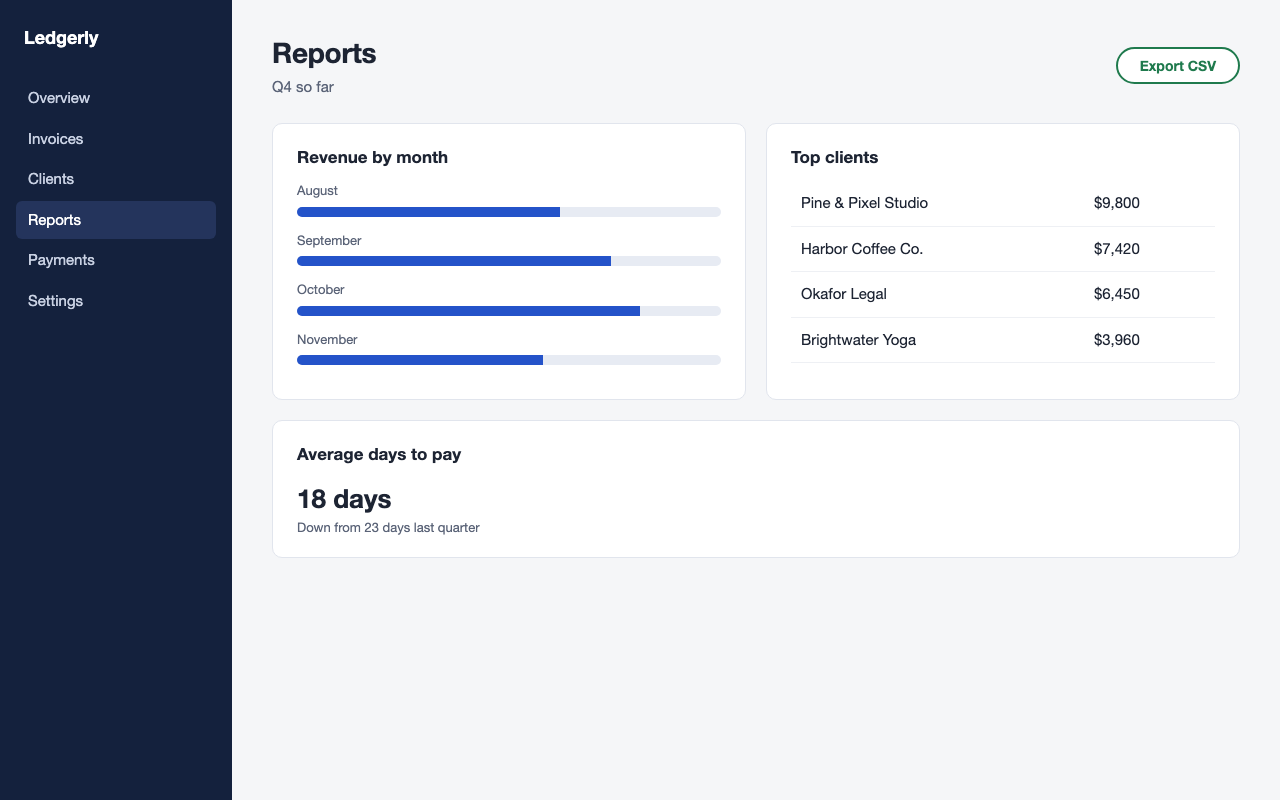 Ledgerly
Overview
Invoices
Clients
Reports
Payments
Settings
Reports
Q4 so far
Export CSV
Revenue by month
August
September
October
November
Top clients
Pine & Pixel Studio $9,800
Harbor Coffee Co. $7,420
Okafor Legal $6,450
Brightwater Yoga $3,960
Average days to pay
18 days
Down from 23 days last quarter